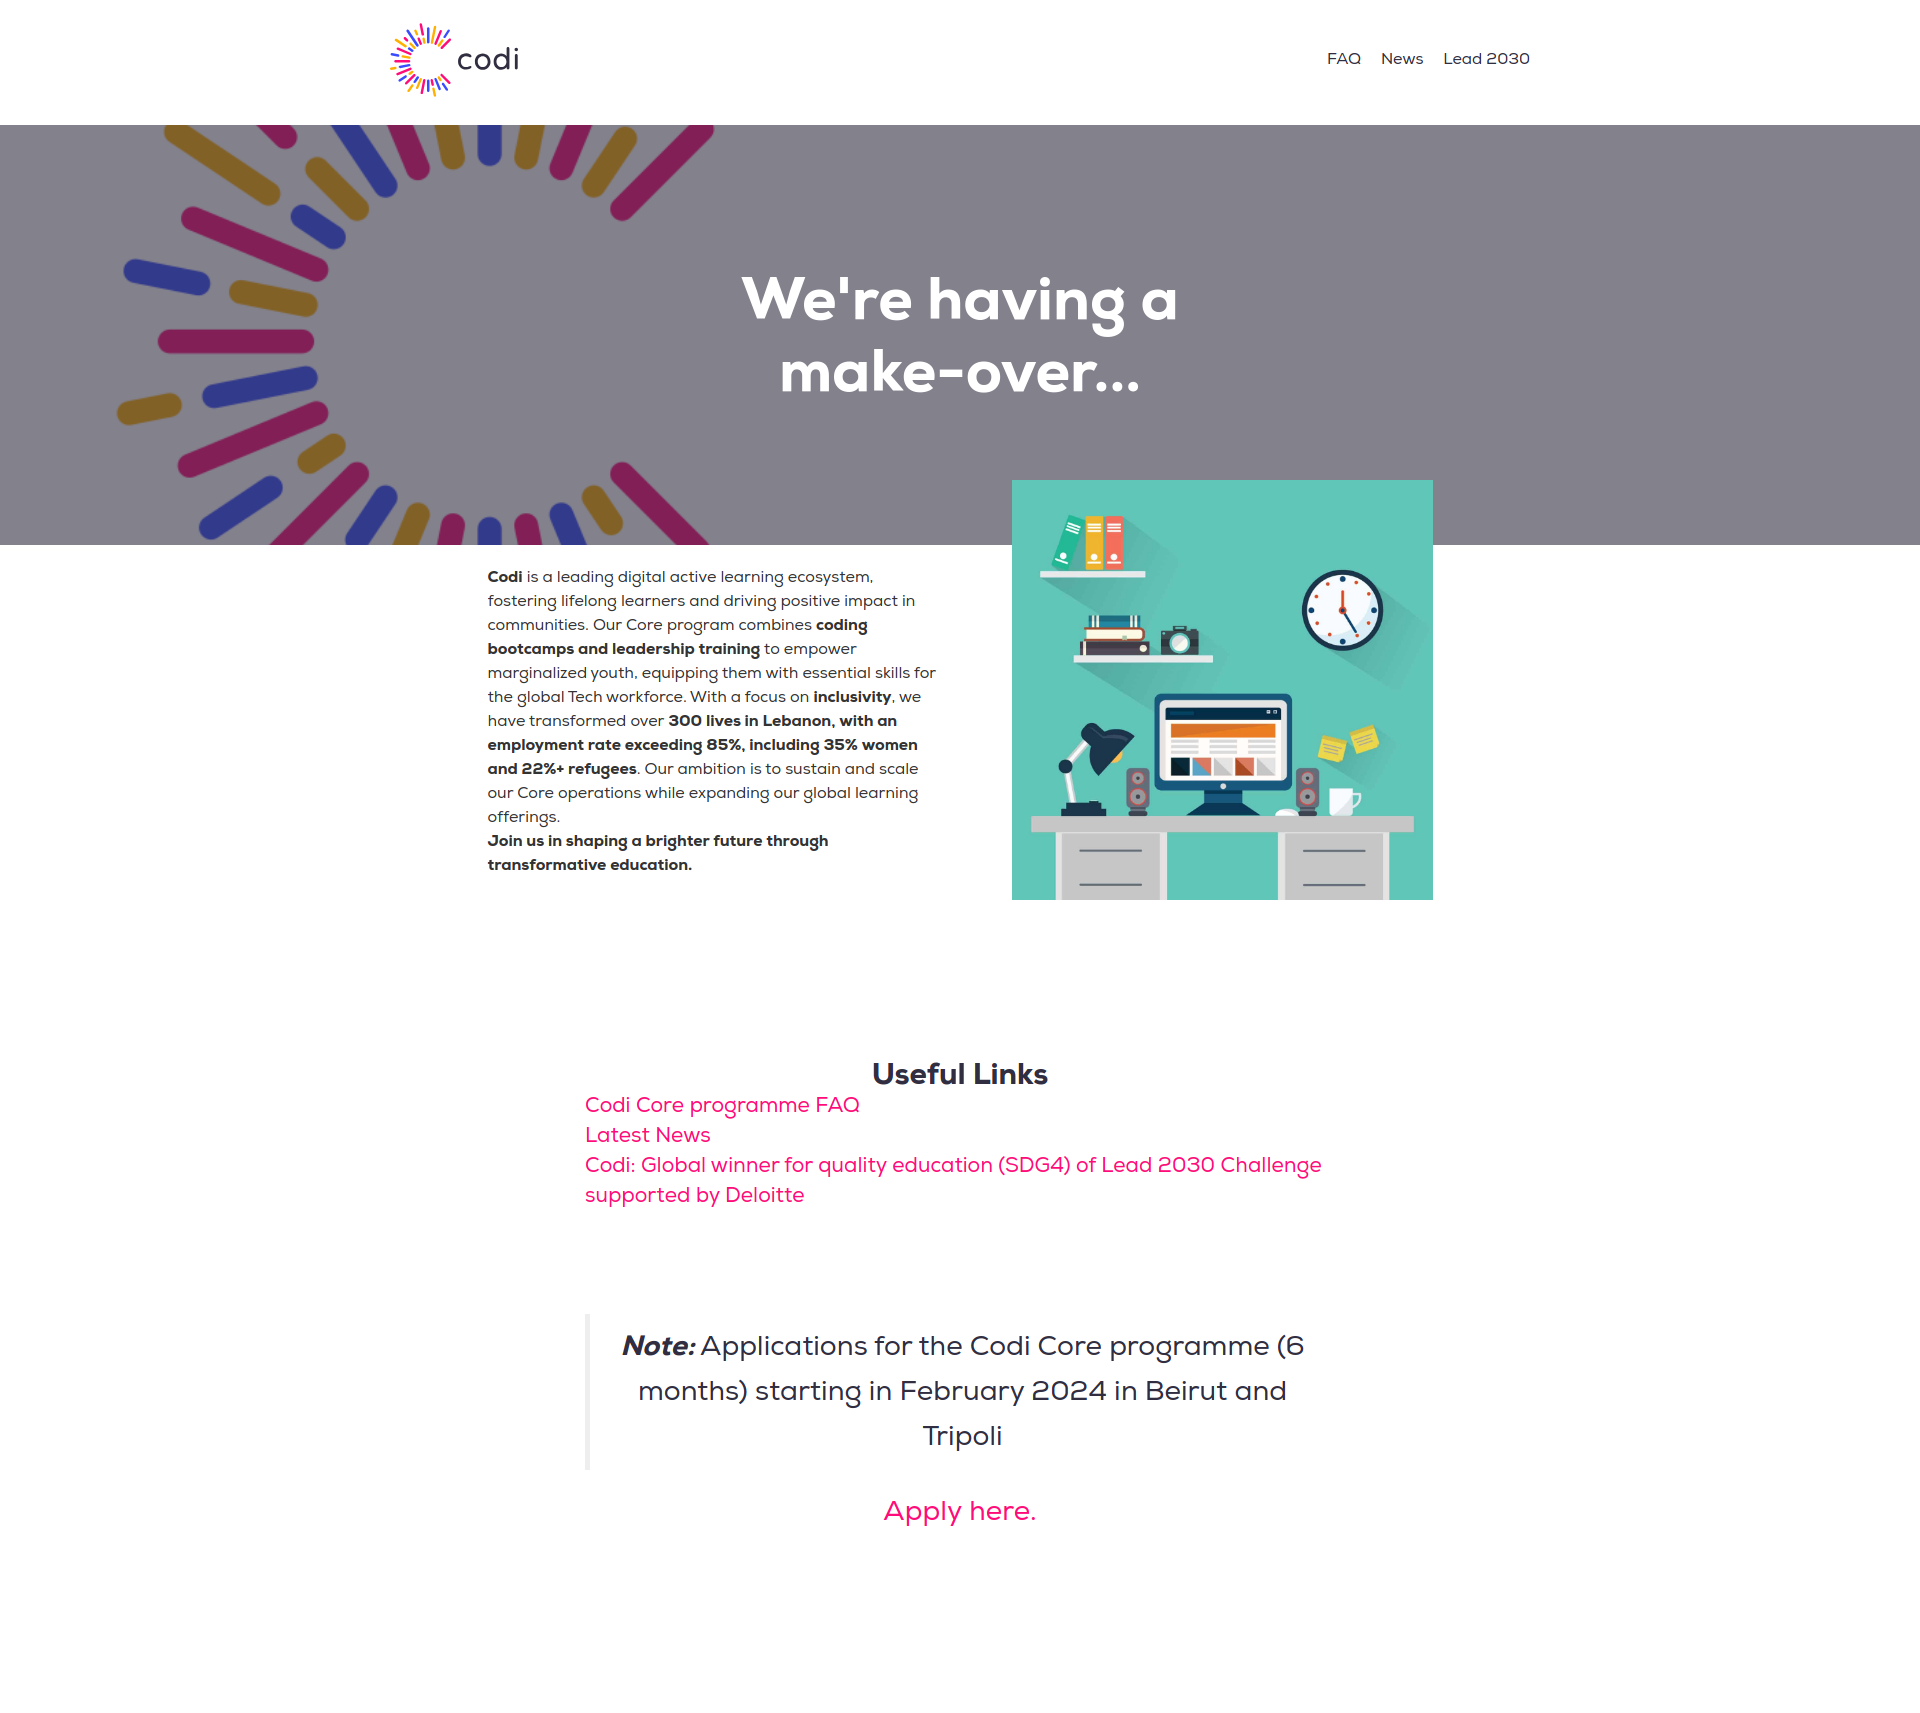 codi
FAQ
News
Lead 2030
We're having a
make-over...
Codi is a leading digital active learning ecosystem,
fostering lifelong learners and driving positive impact in
communities. Our Core program combines coding
bootcamps and leadership training to empower
marginalized youth, equipping them with essential skills for
the global Tech workforce. With a focus on inclusivity, we
have transformed over 300 lives in Lebanon, with an
employment rate exceeding 85%, including 35% women
and 22%+ refugees. Our ambition is to sustain and scale
our Core operations while expanding our global learning
offerings.
Join us in shaping a brighter future through
transformative education.
Useful Links
Codi Core programme FAQ
Latest News
Codi: Global winner for quality education (SDG4) of Lead 2030 Challenge
supported by Deloitte
Note: Applications for the Codi Core programme (6
months) starting in February 2024 in Beirut and
Tripoli
Apply here.